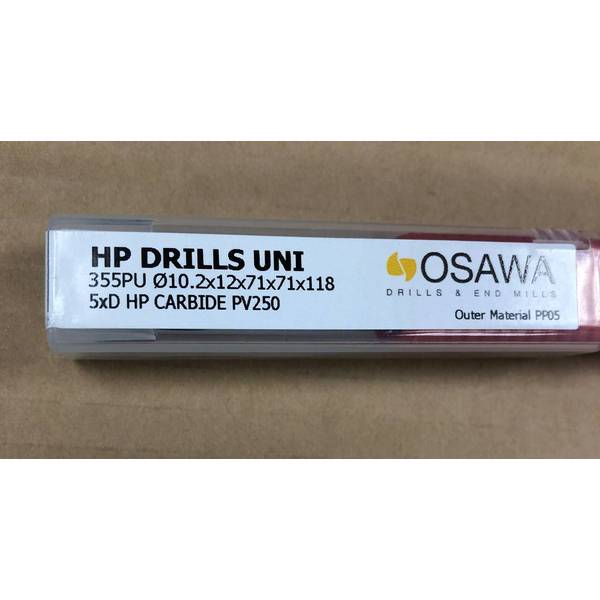 HP DRILLS UNI
355PU Ø10.2x12x71x71x118
5xD HP CARBIDE PV250
OSAWA
DRILLS & END MILLS
Outer Material PP05